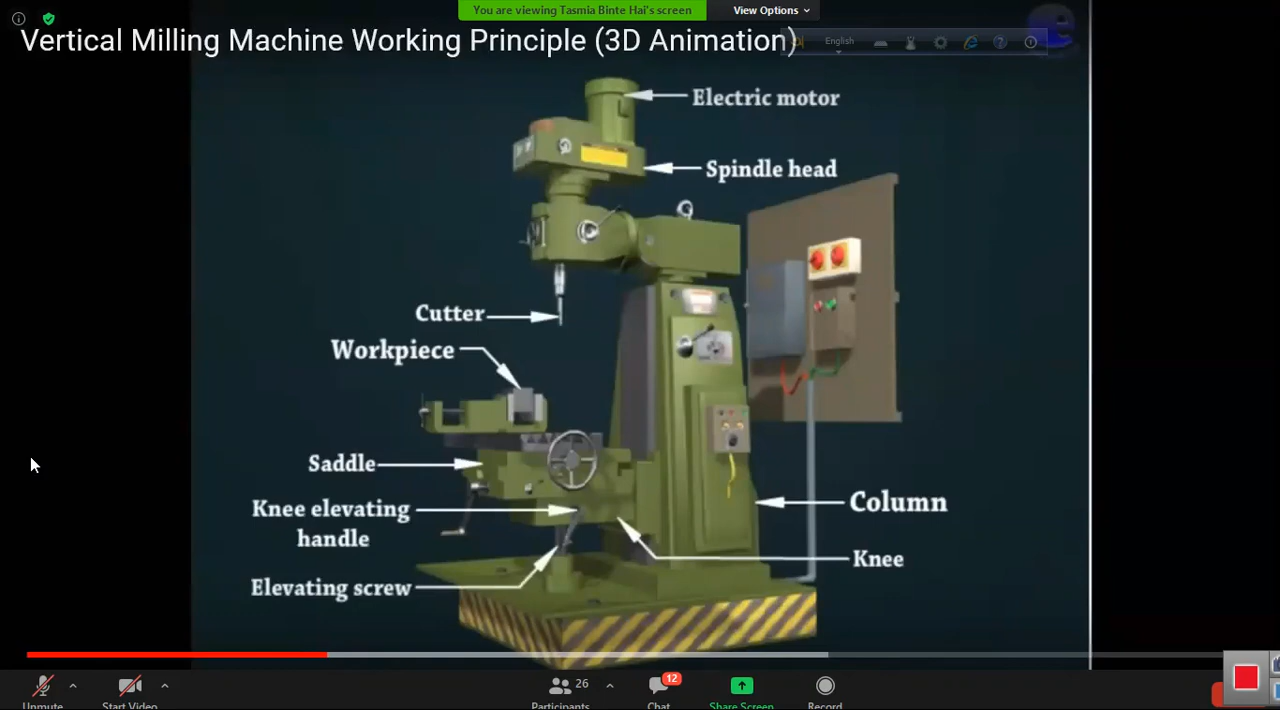 You are viewing Tasmia Binte Hai's screen
View Options
Vertical Milling Machine Working Principle (3D Animation)
English
Electric motor
Spindle head
Cutter
Workpiece
Saddle
Knee elevating
handle
Column
Knee
Elevating screw
26
12
Unmute
Start Video
Participants
Chat
Share Screen
Record